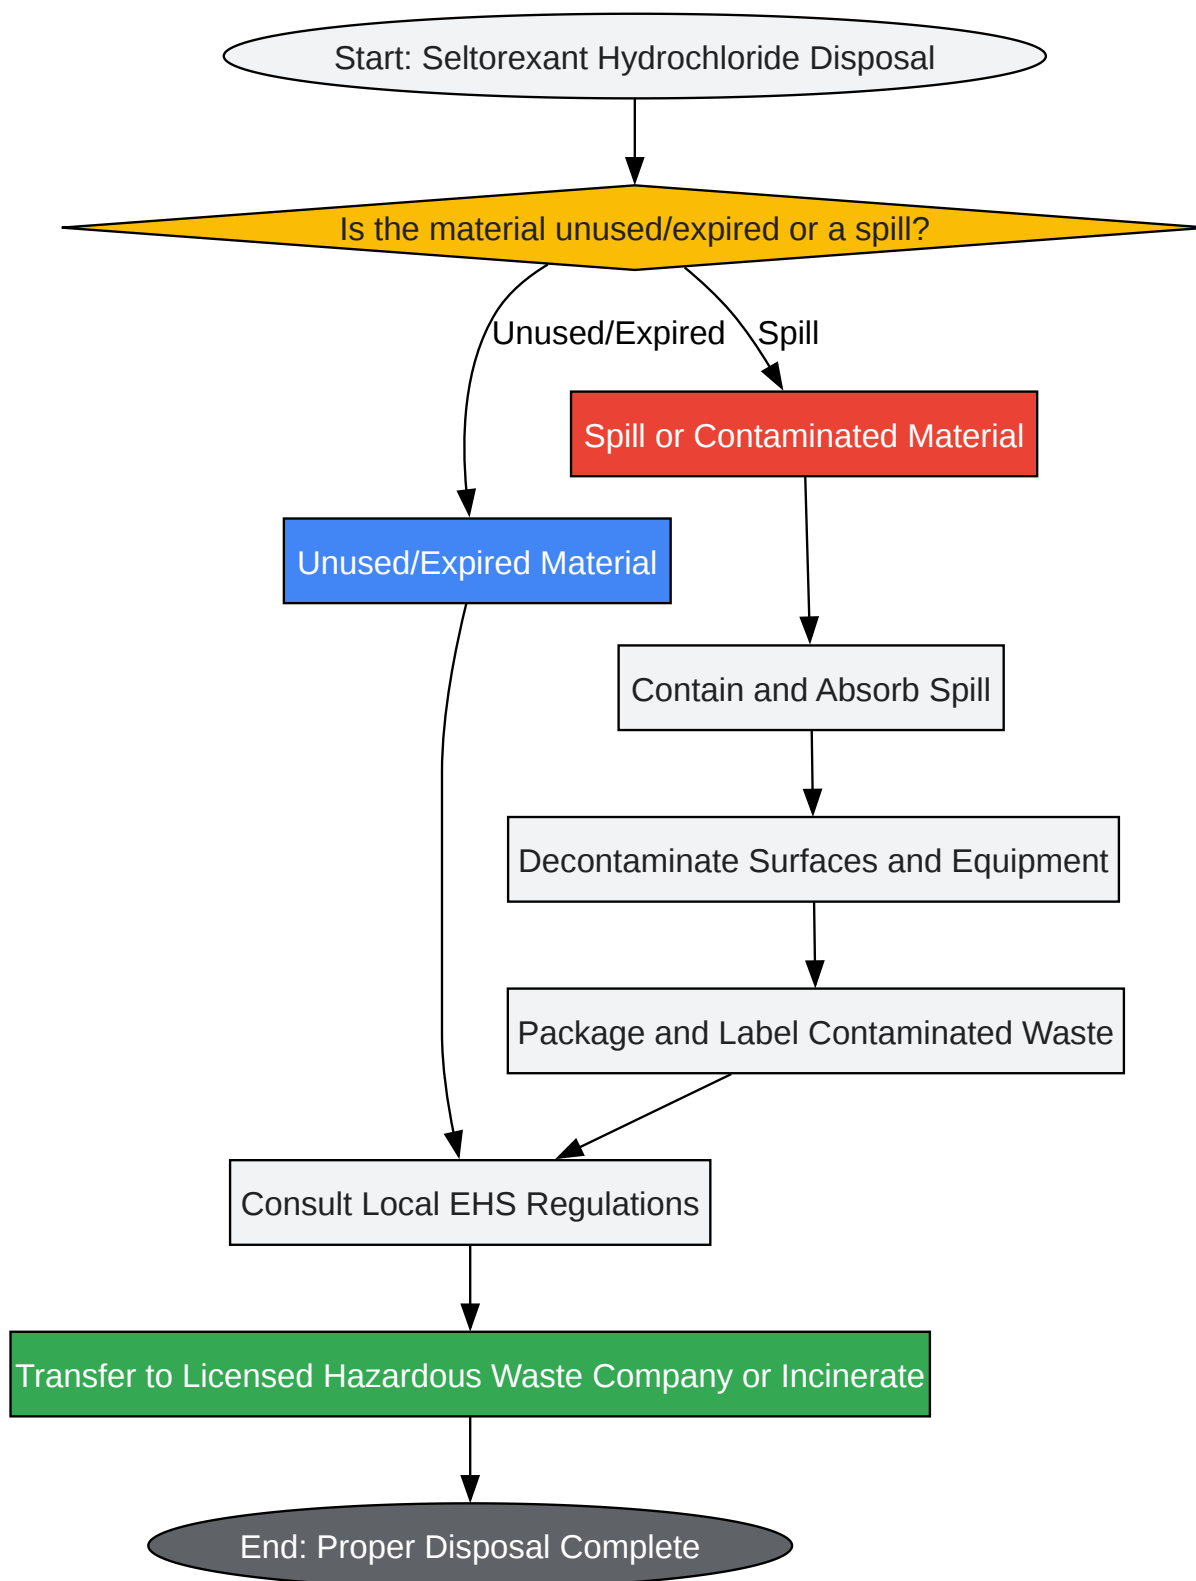 Start: Seltorexant Hydrochloride Disposal
Is the material unused/expired or a spill?
Unused/Expired
Spill
Spill or Contaminated Material
Unused/Expired Material
Contain and Absorb Spill
Decontaminate Surfaces and Equipment
Package and Label Contaminated Waste
Consult Local EHS Regulations
Transfer to Licensed Hazardous Waste Company or Incinerate
End: Proper Disposal Complete